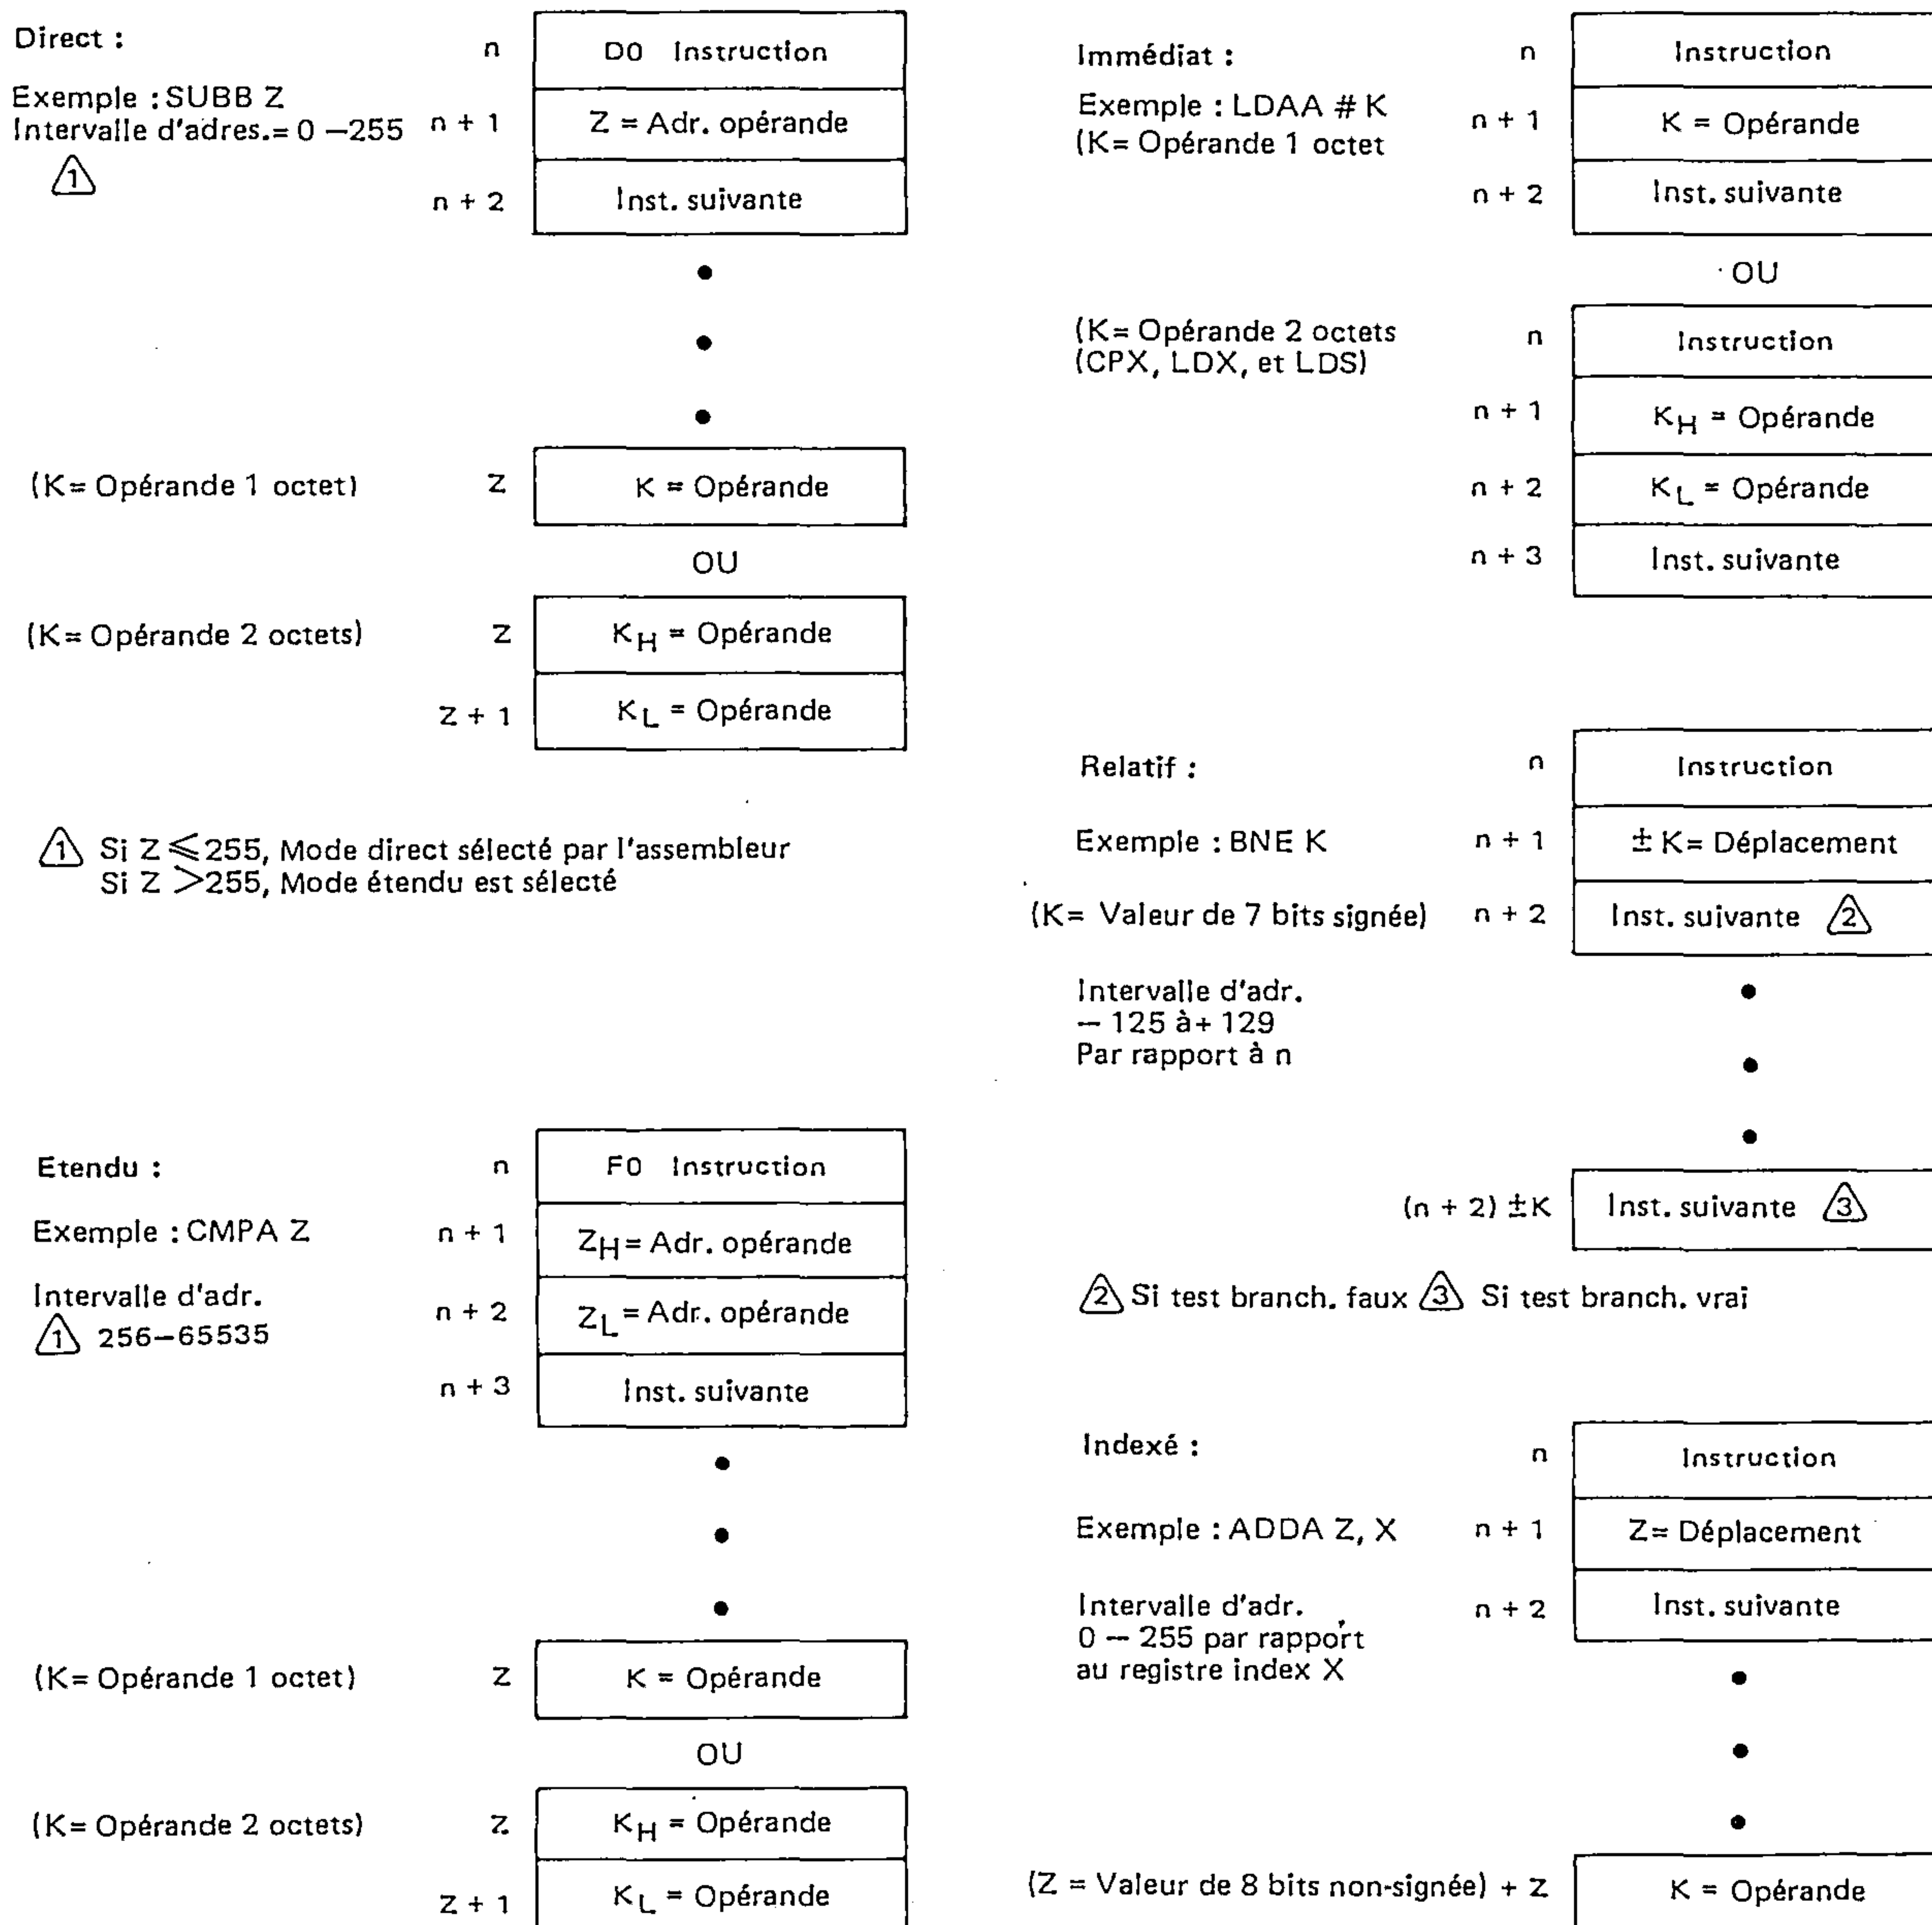 Direct :
n
D0 Instruction
Exemple : SUBB Z
Intervalle d'adres.= 0 —255
n + 1
Z = Adr. opérande
1
n + 2
Inst. suivante
(K= Opérande 1 octet)
Z
K = Opérande
OU
(K= Opérande 2 octets)
Z
KH = Opérande
Z + 1
KL = Opérande
1 Si Z ⩽ 255, Mode direct sélecté par l'assembleur
Si Z > 255, Mode étendu est sélecté
Etendu :
n
F0 Instruction
Exemple : CMPA Z
n + 1
ZH = Adr. opérande
Intervalle d'adr.
1 256—65535
n + 2
ZL = Adr. opérande
n + 3
Inst. suivante
(K= Opérande 1 octet)
Z
K = Opérande
OU
(K= Opérande 2 octets)
Z
KH = Opérande
Z + 1
KL = Opérande
Immédiat :
n
Instruction
Exemple : LDAA # K
(K= Opérande 1 octet
n + 1
K = Opérande
n + 2
Inst. suivante
OU
(K= Opérande 2 octets
(CPX, LDX, et LDS)
n
Instruction
n + 1
KH = Opérande
n + 2
KL = Opérande
n + 3
Inst. suivante
Relatif :
n
Instruction
Exemple : BNE K
n + 1
± K= Déplacement
(K= Valeur de 7 bits signée)
n + 2
Inst. suivante 2
Intervalle d'adr.
— 125 à+ 129
Par rapport à n
(n + 2) ±K
Inst. suivante 3
2 Si test branch. faux 3 Si test branch. vrai
Indexé :
n
Instruction
Exemple : ADDA Z, X
n + 1
Z= Déplacement
Intervalle d'adr.
0 — 255 par rapport
au registre index X
n + 2
Inst. suivante
(Z = Valeur de 8 bits non-signée) + Z
K = Opérande